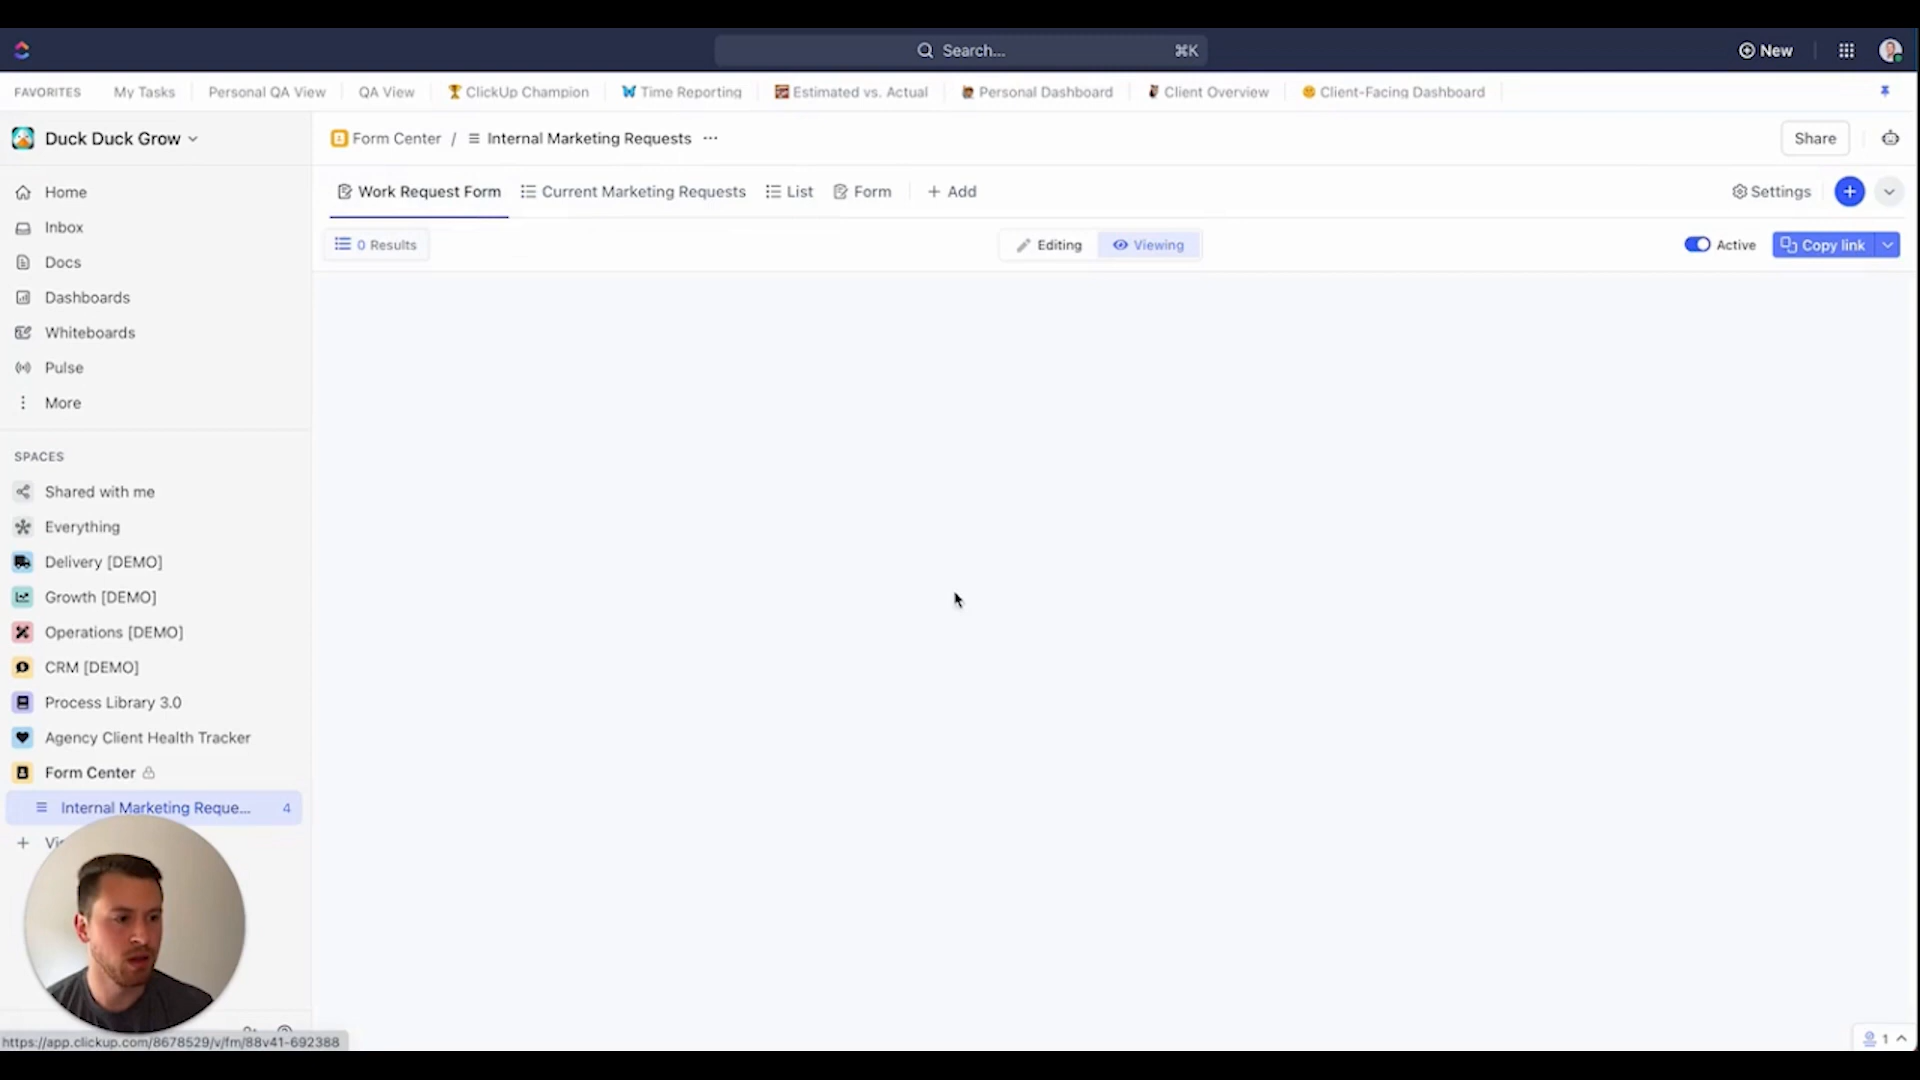 Search...
⌘K
New
FAVORITES
My Tasks
Personal QA View
QA View
ClickUp Champion
Time Reporting
Estimated vs. Actual
Personal Dashboard
Client Overview
Client-Facing Dashboard
Duck Duck Grow
Form Center / Internal Marketing Requests
Share
Work Request Form
Current Marketing Requests
List
Form
+ Add
Settings
0 Results
Editing
Viewing
Active
Copy link
Home
Inbox
Docs
Dashboards
Whiteboards
Pulse
More
SPACES
Shared with me
Everything
Delivery [DEMO]
Growth [DEMO]
Operations [DEMO]
CRM [DEMO]
Process Library 3.0
Agency Client Health Tracker
Form Center
Internal Marketing Reque... 4
https://app.clickup.com/8678529/v/fm/88v41-692388
1